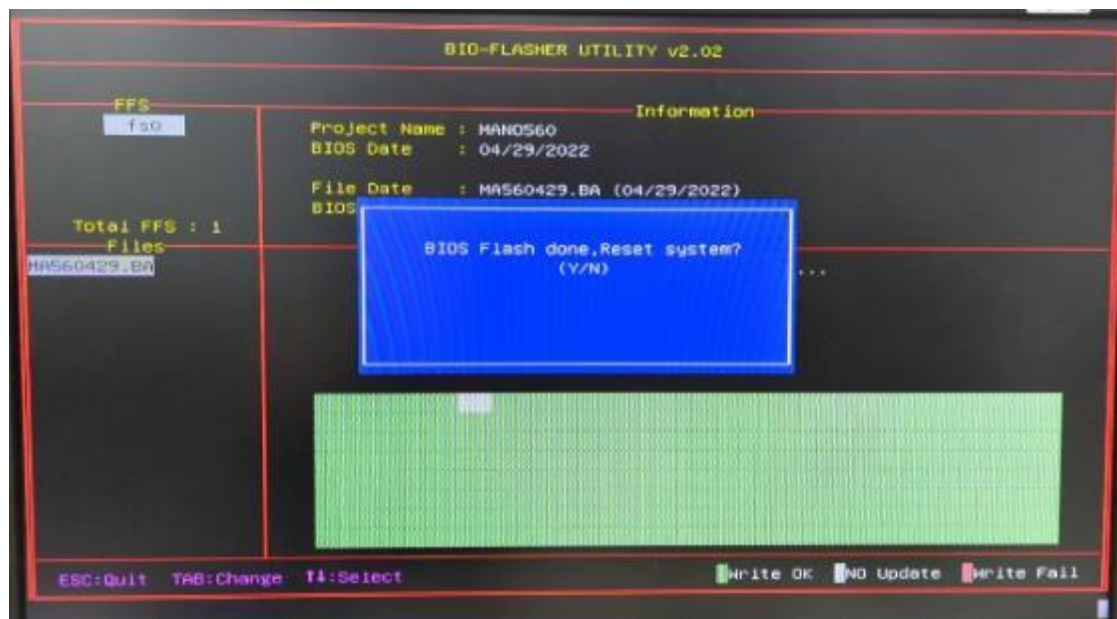 BIO-FLASHER UTILITY v2.02
FFS
fs0
Total FFS : 1
Files
MA560429.BA
Information
Project Name : MANO560
BIOS Date : 04/29/2022
File Date : MA560429.BA (04/29/2022)
BIOS
BIOS Flash done,Reset system?
(Y/N)
...
ESC:Quit TAB:Change ↑↓:Select
Write OK NO Update Write Fail